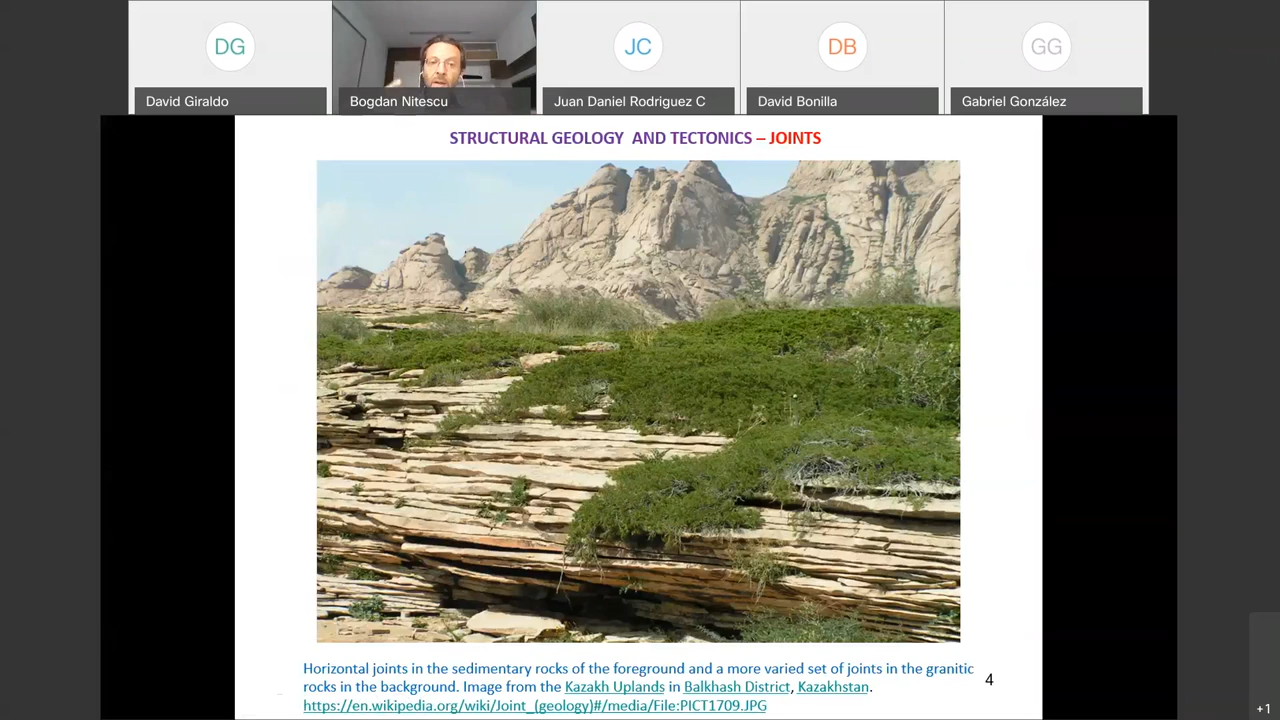 DG
JC
DB
GG
David Giraldo
Bogdan Nitescu
Juan Daniel Rodriguez C
David Bonilla
Gabriel González
STRUCTURAL GEOLOGY AND TECTONICS – JOINTS
Horizontal joints in the sedimentary rocks of the foreground and a more varied set of joints in the granitic
rocks in the background. Image from the Kazakh Uplands in Balkhash District, Kazakhstan.
https://en.wikipedia.org/wiki/Joint_(geology)#/media/File:PICT1709.JPG
4
+1